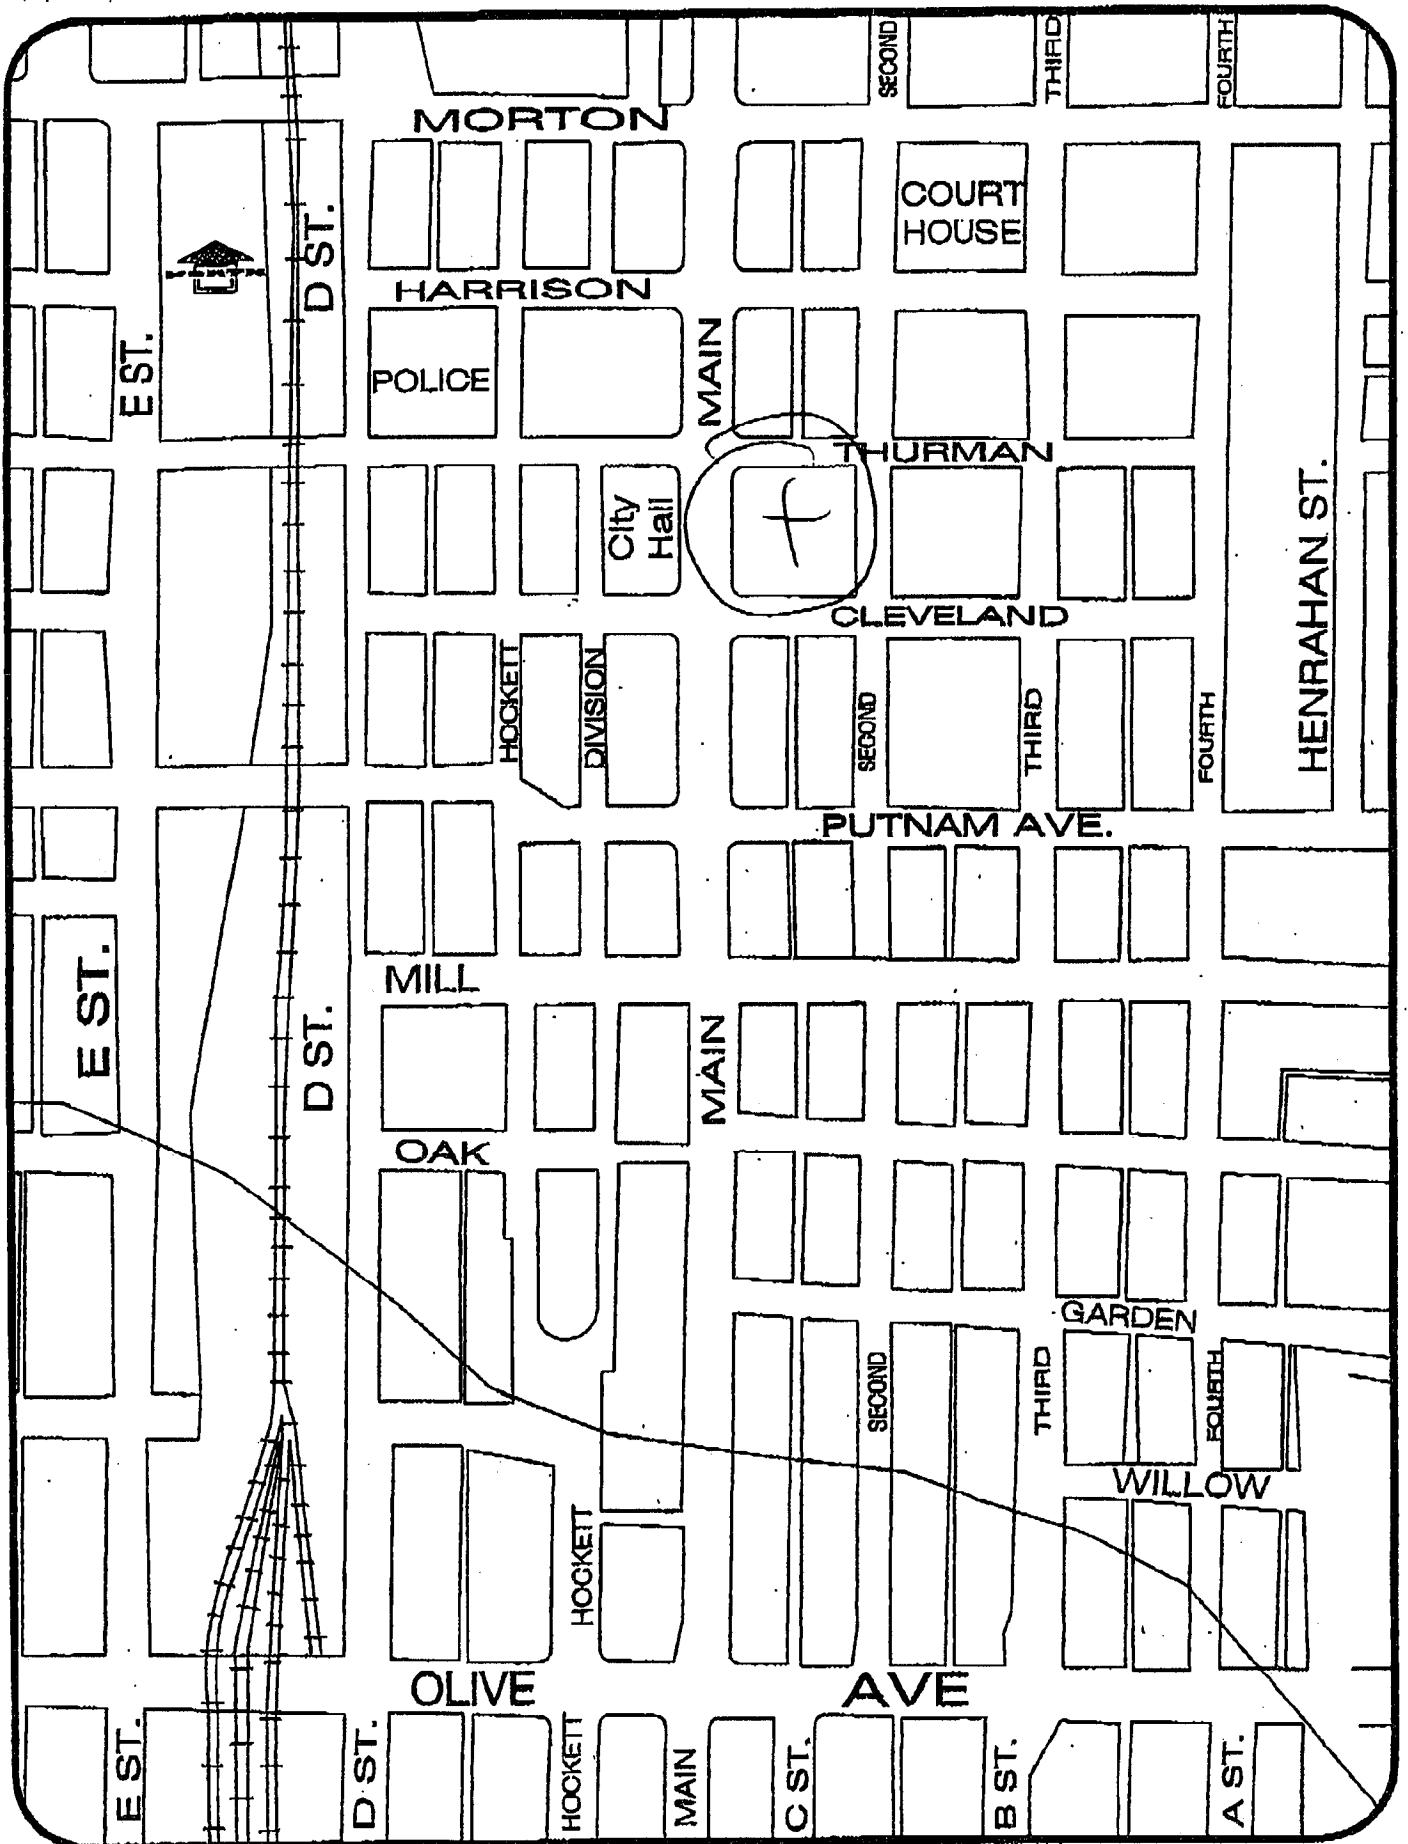 SECOND
THIRD
FOURTH
MORTON
COURT
HOUSE
D ST.
NORTH
HARRISON
E ST.
POLICE
MAIN
THURMAN
City
Hall
HENRAHAN ST.
CLEVELAND
HOCKETT
DIVISION
SECOND
THIRD
FOURTH
PUTNAM AVE.
E ST.
MILL
D ST.
MAIN
OAK
GARDEN
SECOND
THIRD
FOURTH
WILLOW
HOCKETT
OLIVE AVE
E ST.
D ST.
HOCKETT
MAIN
C ST.
B ST.
A ST.